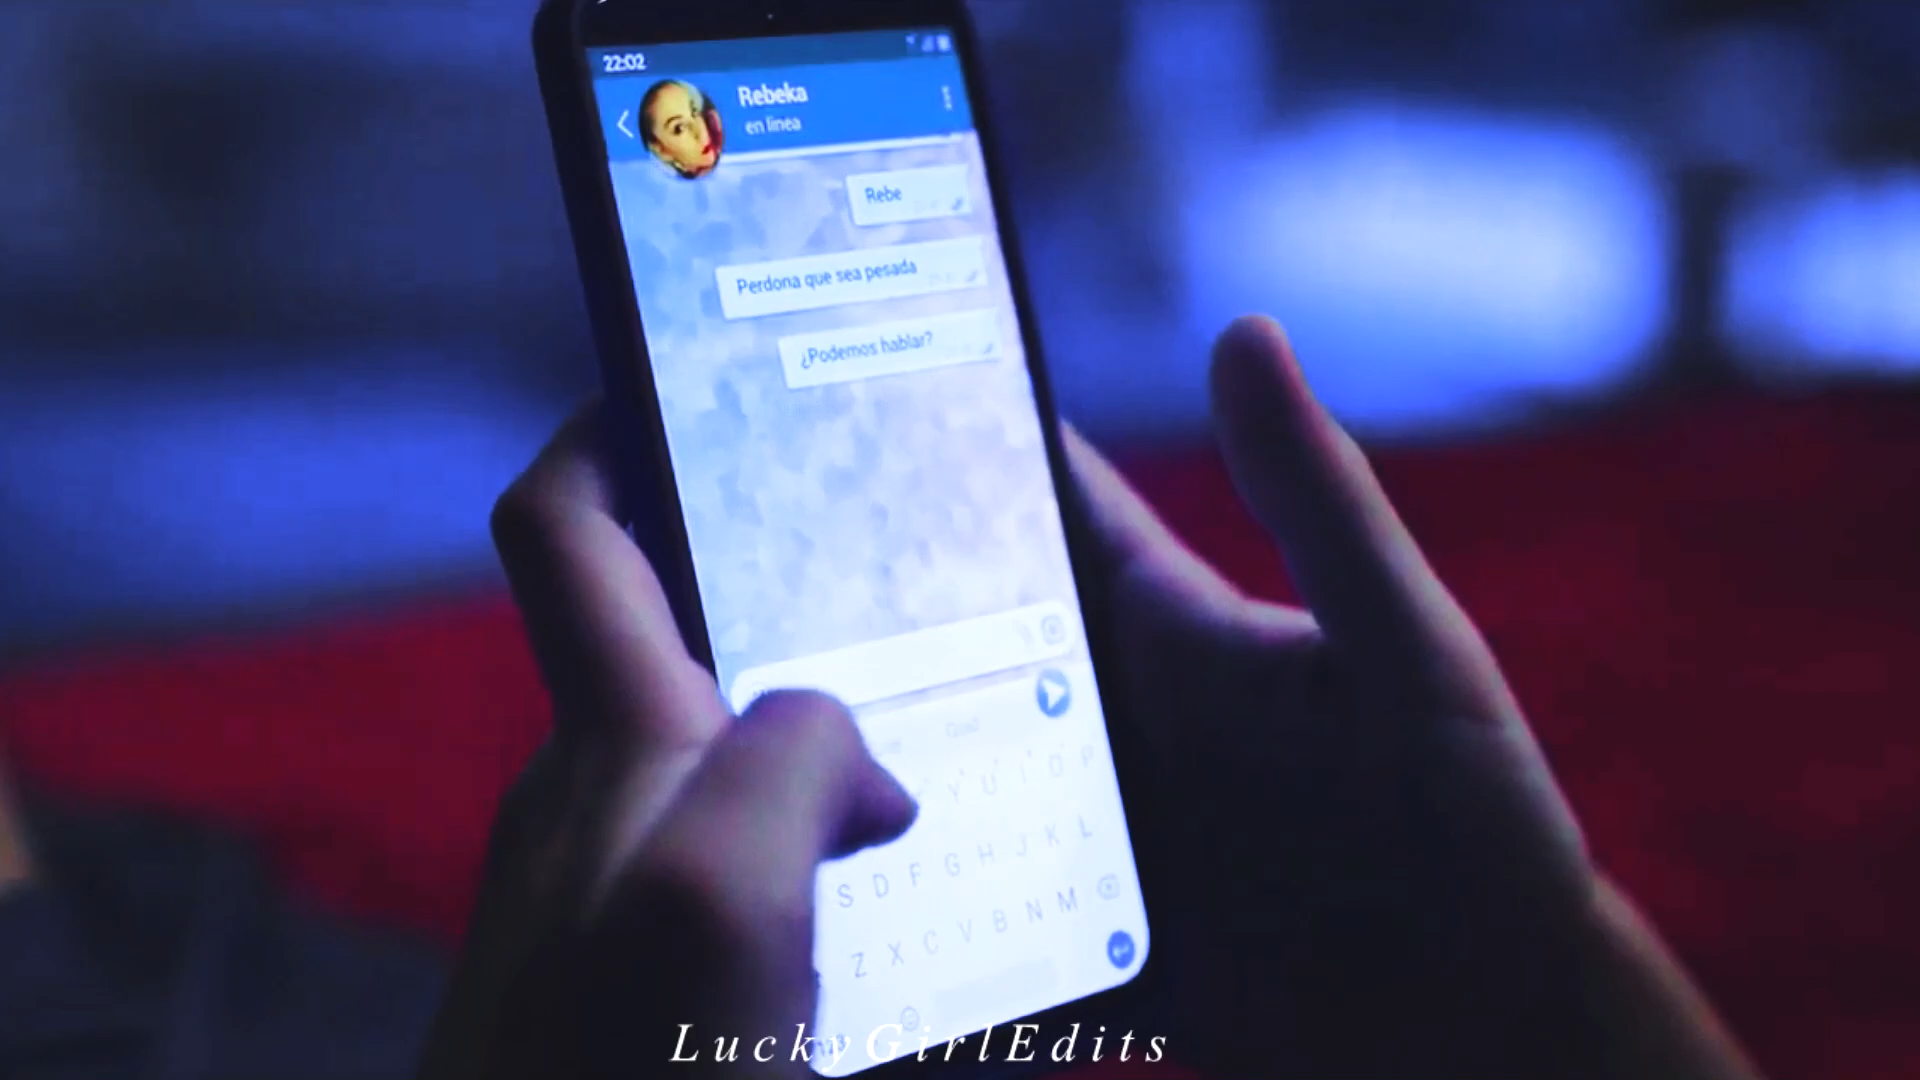 22:02
Rebeka
en línea
Rebe
Perdona que sea pesada
¿Podemos hablar?
Y U I O P
S D F G H J K L
Z X C V B N M
LuckyGirlEdits